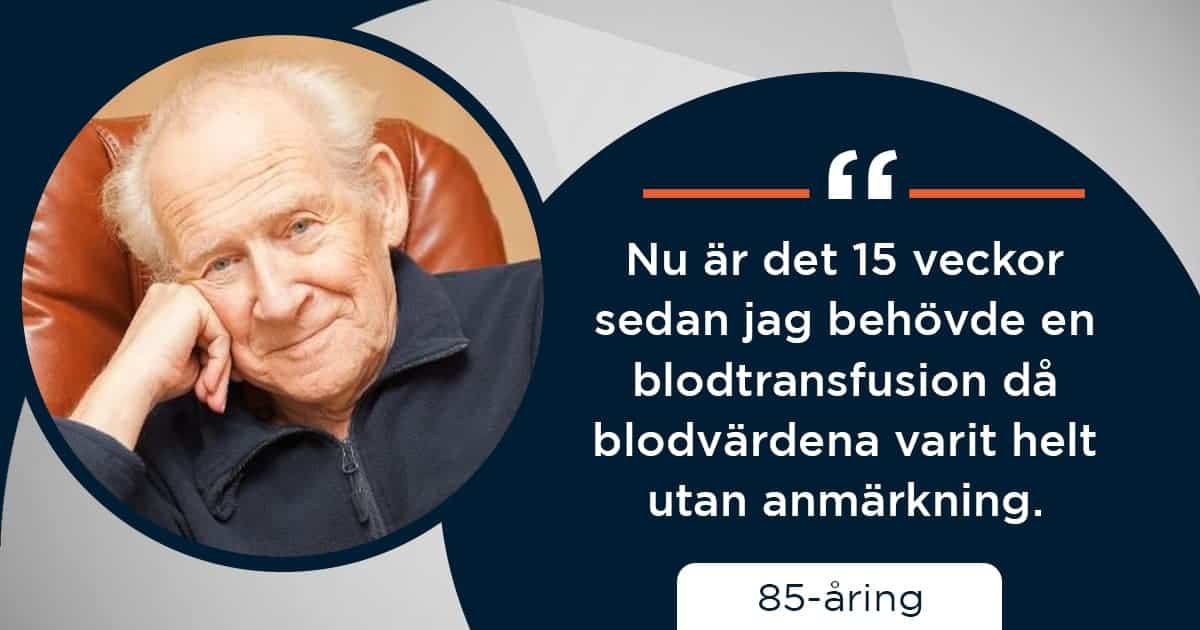 “
Nu är det 15 veckor
sedan jag behövde en
blodtransfusion då
blodvärdena varit helt
utan anmärkning.
85-åring